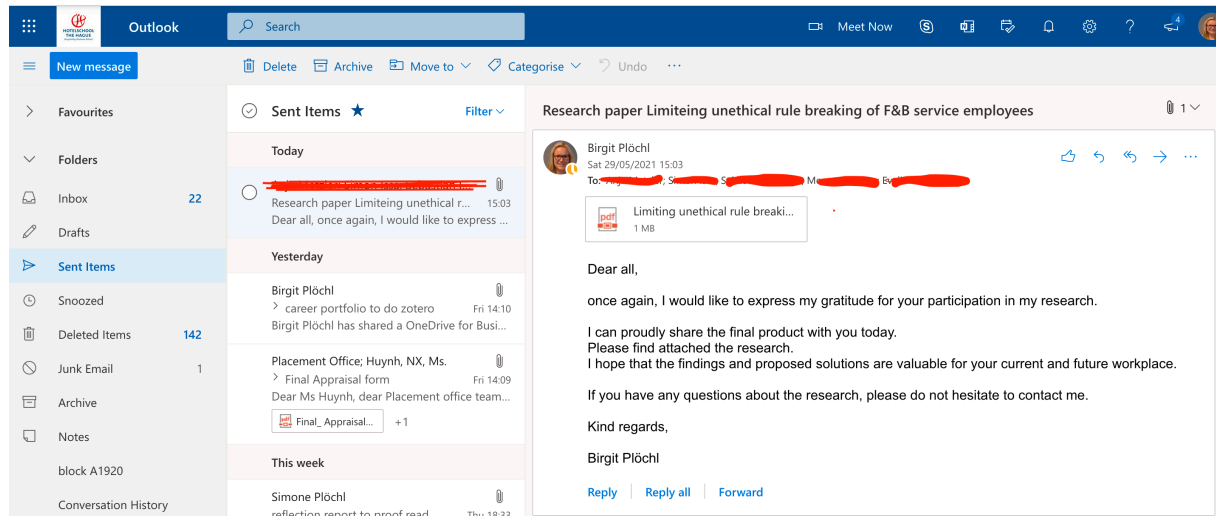 HOTELSCHOOL
THE HAGUE
Outlook
Search
Meet Now
4
New message
Delete
Archive
Move to
Categorise
Undo
Favourites
Folders
Inbox 22
Drafts
Sent Items
Snoozed
Deleted Items 142
Junk Email 1
Archive
Notes
block A1920
Conversation History
Sent Items
Filter
Today
Research paper Limiteing unethical r... 15:03
Dear all, once again, I would like to express ...
Yesterday
Birgit Plöchl
career portfolio to do zotero Fri 14:10
Birgit Plöchl has shared a OneDrive for Busi...
Placement Office; Huynh, NX, Ms.
Final Appraisal form Fri 14:09
Dear Ms Huynh, dear Placement office team...
pdf Final_ Appraisal... +1
This week
Simone Plöchl
reflection report to proof read Thu 18:33
Research paper Limiteing unethical rule breaking of F&B service employees
1
Birgit Plöchl
Sat 29/05/2021 15:03
To:
pdf
Limiting unethical rule breaki...
1 MB
Dear all,
once again, I would like to express my gratitude for your participation in my research.
I can proudly share the final product with you today.
Please find attached the research.
I hope that the findings and proposed solutions are valuable for your current and future workplace.
If you have any questions about the research, please do not hesitate to contact me.
Kind regards,
Birgit Plöchl
Reply
Reply all
Forward